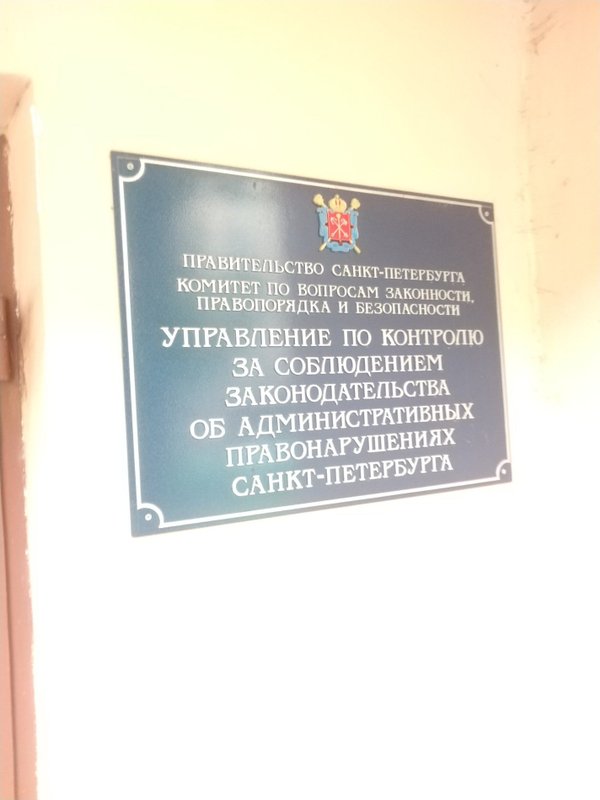 ПРАВИТЕЛЬСТВО САНКТ-ПЕТЕРБУРГА
КОМИТЕТ ПО ВОПРОСАМ ЗАКОННОСТИ,
ПРАВОПОРЯДКА И БЕЗОПАСНОСТИ
УПРАВЛЕНИЕ ПО КОНТРОЛЮ
ЗА СОБЛЮДЕНИЕМ
ЗАКОНОДАТЕЛЬСТВА
ОБ АДМИНИСТРАТИВНЫХ
ПРАВОНАРУШЕНИЯХ
САНКТ-ПЕТЕРБУРГА